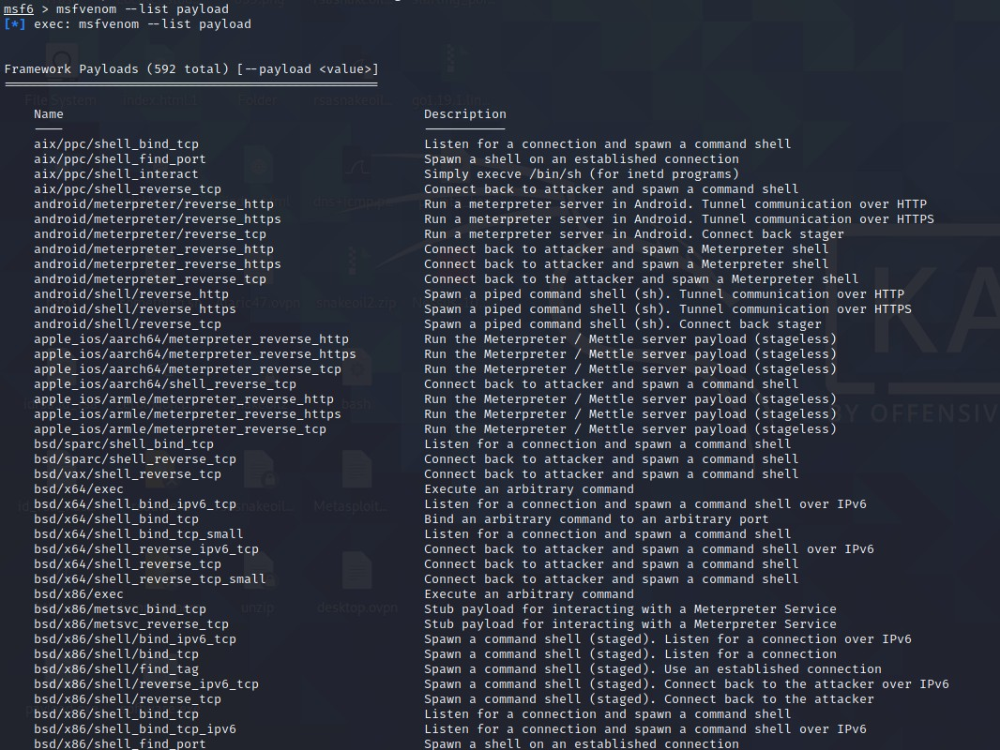 msf6 > msfvenom --list payload
[*] exec: msfvenom --list payload
Framework Payloads (592 total) [--payload <value>]
Name Description
aix/ppc/shell_bind_tcp Listen for a connection and spawn a command shell
aix/ppc/shell_find_port Spawn a shell on an established connection
aix/ppc/shell_interact Simply execve /bin/sh (for inetd programs)
aix/ppc/shell_reverse_tcp Connect back to attacker and spawn a command shell
android/meterpreter/reverse_http Run a meterpreter server in Android. Tunnel communication over HTTP
android/meterpreter/reverse_https Run a meterpreter server in Android. Tunnel communication over HTTPS
android/meterpreter/reverse_tcp Run a meterpreter server in Android. Connect back stager
android/meterpreter_reverse_http Connect back to attacker and spawn a Meterpreter shell
android/meterpreter_reverse_https Connect back to attacker and spawn a Meterpreter shell
android/meterpreter_reverse_tcp Connect back to the attacker and spawn a Meterpreter shell
android/shell/reverse_http Spawn a piped command shell (sh). Tunnel communication over HTTP
android/shell/reverse_https Spawn a piped command shell (sh). Tunnel communication over HTTPS
android/shell/reverse_tcp Spawn a piped command shell (sh). Connect back stager
apple_ios/aarch64/meterpreter_reverse_http Run the Meterpreter / Mettle server payload (stageless)
apple_ios/aarch64/meterpreter_reverse_https Run the Meterpreter / Mettle server payload (stageless)
apple_ios/aarch64/meterpreter_reverse_tcp Run the Meterpreter / Mettle server payload (stageless)
apple_ios/aarch64/shell_reverse_tcp Connect back to attacker and spawn a command shell
apple_ios/armle/meterpreter_reverse_http Run the Meterpreter / Mettle server payload (stageless)
apple_ios/armle/meterpreter_reverse_https Run the Meterpreter / Mettle server payload (stageless)
apple_ios/armle/meterpreter_reverse_tcp Run the Meterpreter / Mettle server payload (stageless)
bsd/sparc/shell_bind_tcp Listen for a connection and spawn a command shell
bsd/sparc/shell_reverse_tcp Connect back to attacker and spawn a command shell
bsd/vax/shell_reverse_tcp Connect back to attacker and spawn a command shell
bsd/x64/exec Execute an arbitrary command
bsd/x64/shell_bind_ipv6_tcp Listen for a connection and spawn a command shell over IPv6
bsd/x64/shell_bind_tcp Bind an arbitrary command to an arbitrary port
bsd/x64/shell_bind_tcp_small Listen for a connection and spawn a command shell
bsd/x64/shell_reverse_ipv6_tcp Connect back to attacker and spawn a command shell over IPv6
bsd/x64/shell_reverse_tcp Connect back to attacker and spawn a command shell
bsd/x64/shell_reverse_tcp_small Connect back to attacker and spawn a command shell
bsd/x86/exec Execute an arbitrary command
bsd/x86/metsvc_bind_tcp Stub payload for interacting with a Meterpreter Service
bsd/x86/metsvc_reverse_tcp Stub payload for interacting with a Meterpreter Service
bsd/x86/shell/bind_ipv6_tcp Spawn a command shell (staged). Listen for a connection over IPv6
bsd/x86/shell/bind_tcp Spawn a command shell (staged). Listen for a connection
bsd/x86/shell/find_tag Spawn a command shell (staged). Use an established connection
bsd/x86/shell/reverse_ipv6_tcp Spawn a command shell (staged). Connect back to the attacker over IPv6
bsd/x86/shell/reverse_tcp Spawn a command shell (staged). Connect back to the attacker
bsd/x86/shell_bind_tcp Listen for a connection and spawn a command shell
bsd/x86/shell_bind_tcp_ipv6 Listen for a connection and spawn a command shell over IPv6
bsd/x86/shell_find_port Spawn a shell on an established connection